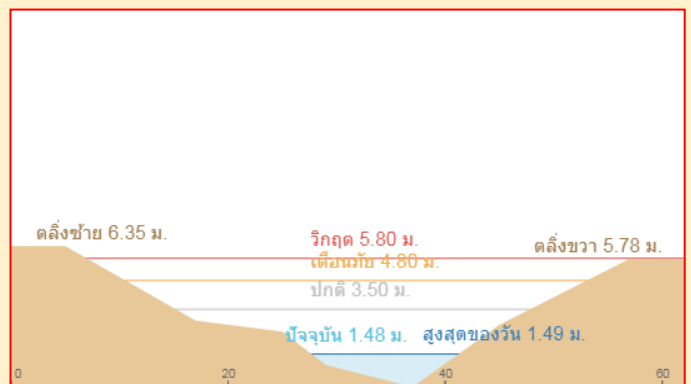 ตลิ่งซ้าย 6.35 ม.
วิกฤต 5.80 ม.
ตลิ่งขวา 5.78 ม.
เตือนภัย 4.80 ม.
ปกติ 3.50 ม.
ปัจจุบัน 1.48 ม. สูงสุดของวัน 1.49 ม.
0 20 40 60